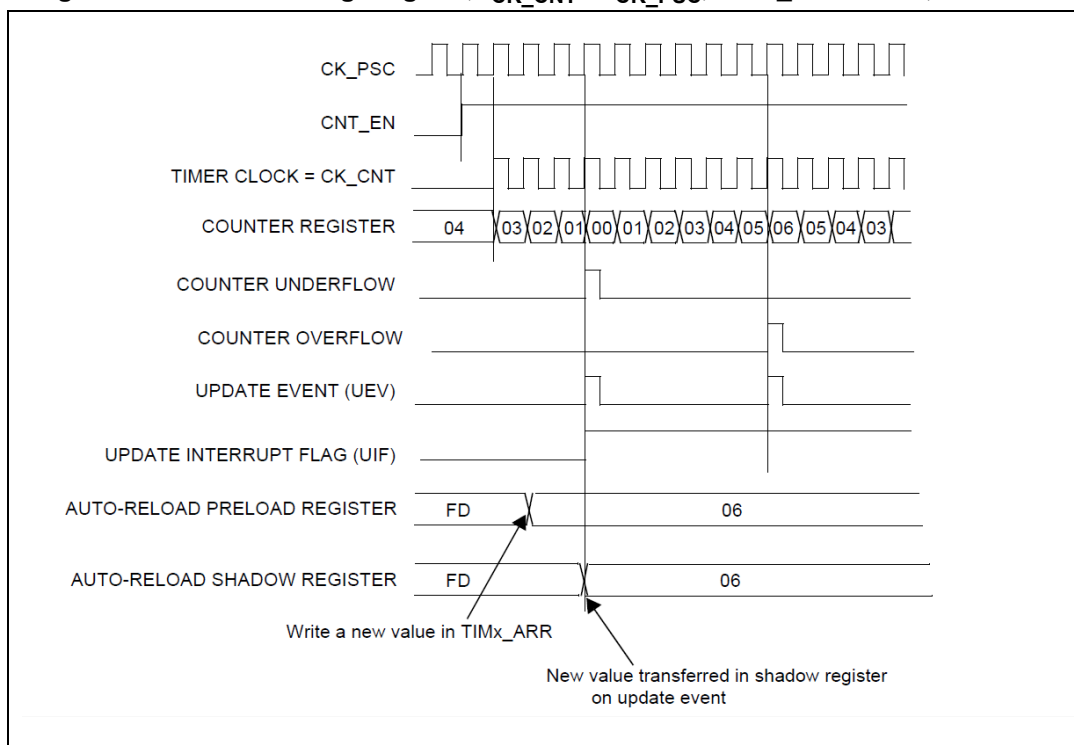 CK_CNT CK_PSC
CK_PSC
CNT_EN
TIMER CLOCK = CK_CNT
COUNTER REGISTER 04 03 02 01 00 01 02 03 04 05 06 05 04 03
COUNTER UNDERFLOW
COUNTER OVERFLOW
UPDATE EVENT (UEV)
UPDATE INTERRUPT FLAG (UIF)
AUTO-RELOAD PRELOAD REGISTER FD 06
AUTO-RELOAD SHADOW REGISTER FD 06
Write a new value in TIMx_ARR
New value transferred in shadow register
on update event